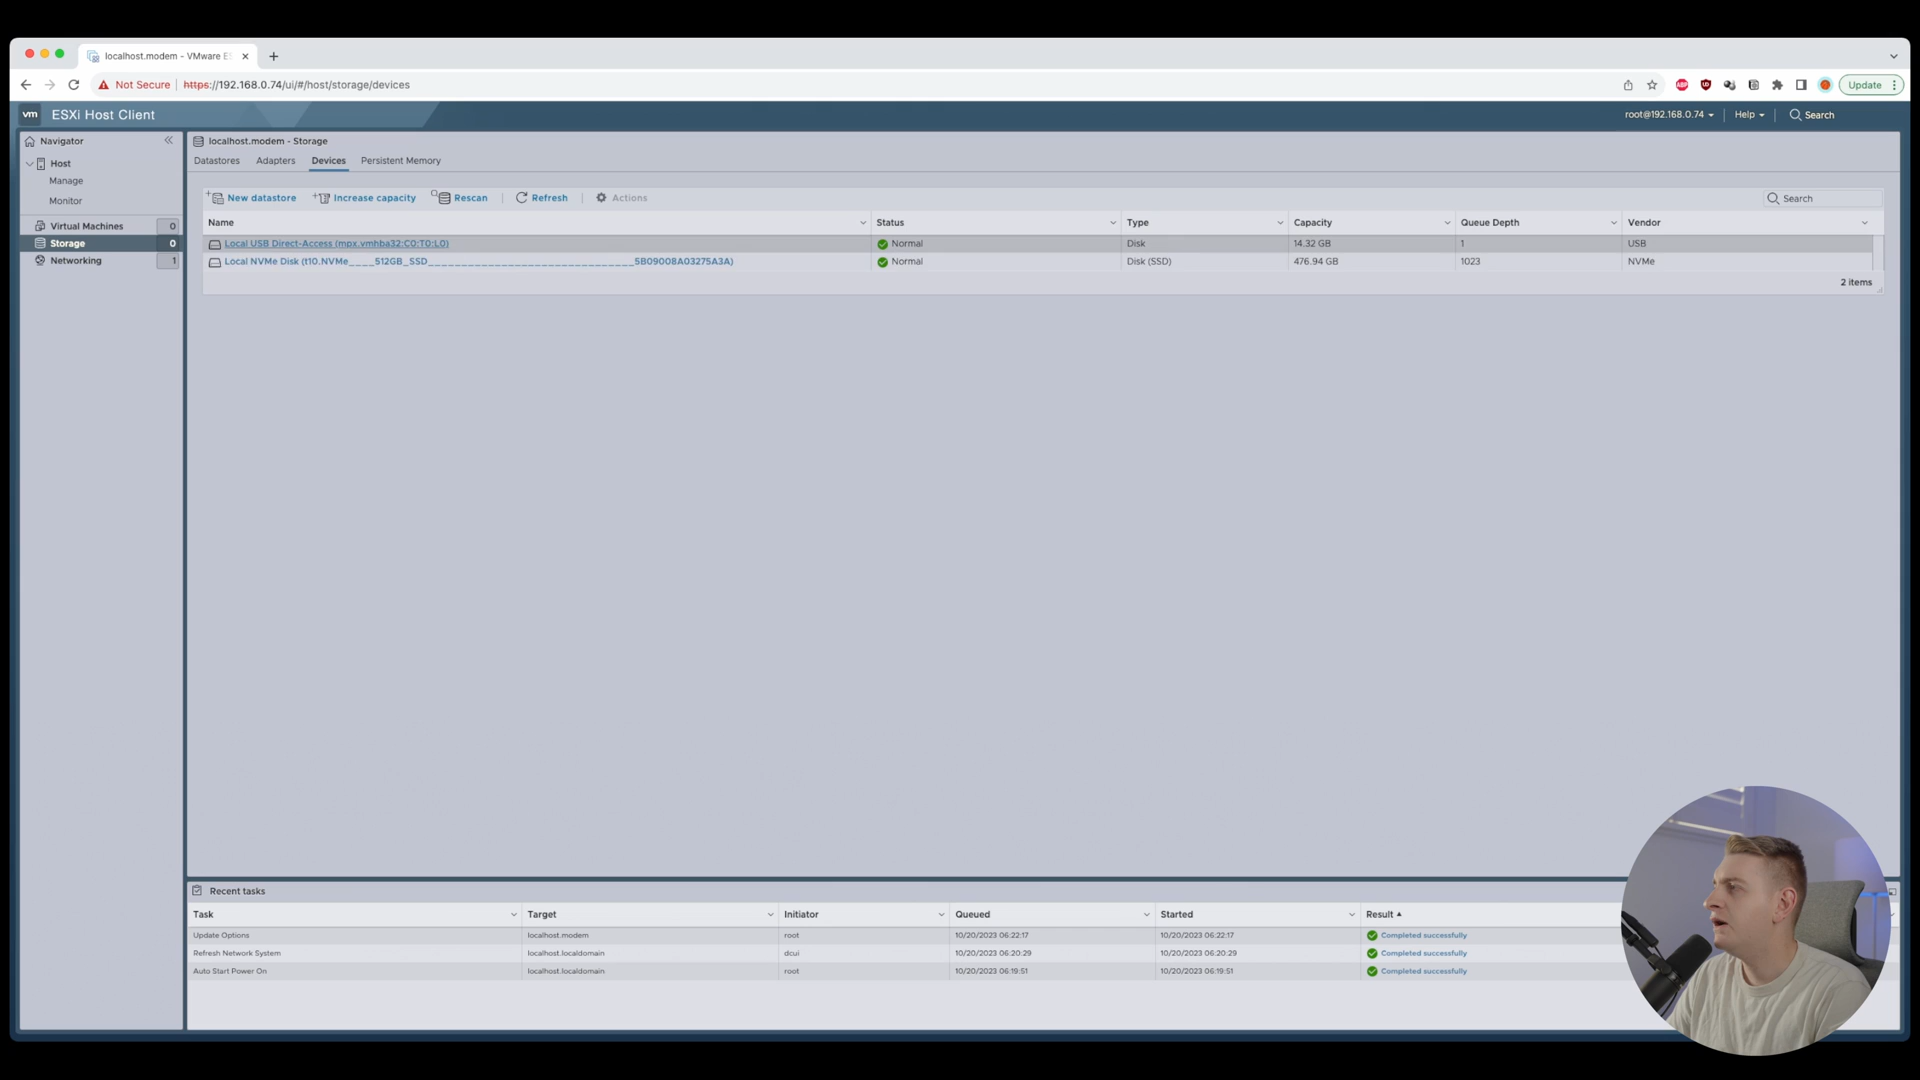 localhost.modem - VMware ES
Not Secure
https://192.168.0.74/ui/#/host/storage/devices
Update
vm ESXi Host Client
root@192.168.0.74
Help
Search
Navigator
Host
Manage
Monitor
Virtual Machines 0
Storage 0
Networking 1
localhost.modem - Storage
Datastores Adapters Devices Persistent Memory
New datastore Increase capacity Rescan Refresh Actions
Search
Name Status Type Capacity Queue Depth Vendor
Local USB Direct-Access (mpx.vmhba32:C0:T0:L0) Normal Disk 14.32 GB 1 USB
Local NVMe Disk (t10.NVMe____512GB_SSD_______________________________5B09008A03275A3A) Normal Disk (SSD) 476.94 GB 1023 NVMe
2 items
Recent tasks
Task Target Initiator Queued Started Result
Update Options localhost.modem root 10/20/2023 06:22:17 10/20/2023 06:22:17 Completed successfully
Refresh Network System localhost.localdomain dcui 10/20/2023 06:20:29 10/20/2023 06:20:29 Completed successfully
Auto Start Power On localhost.localdomain root 10/20/2023 06:19:51 10/20/2023 06:19:51 Completed successfully